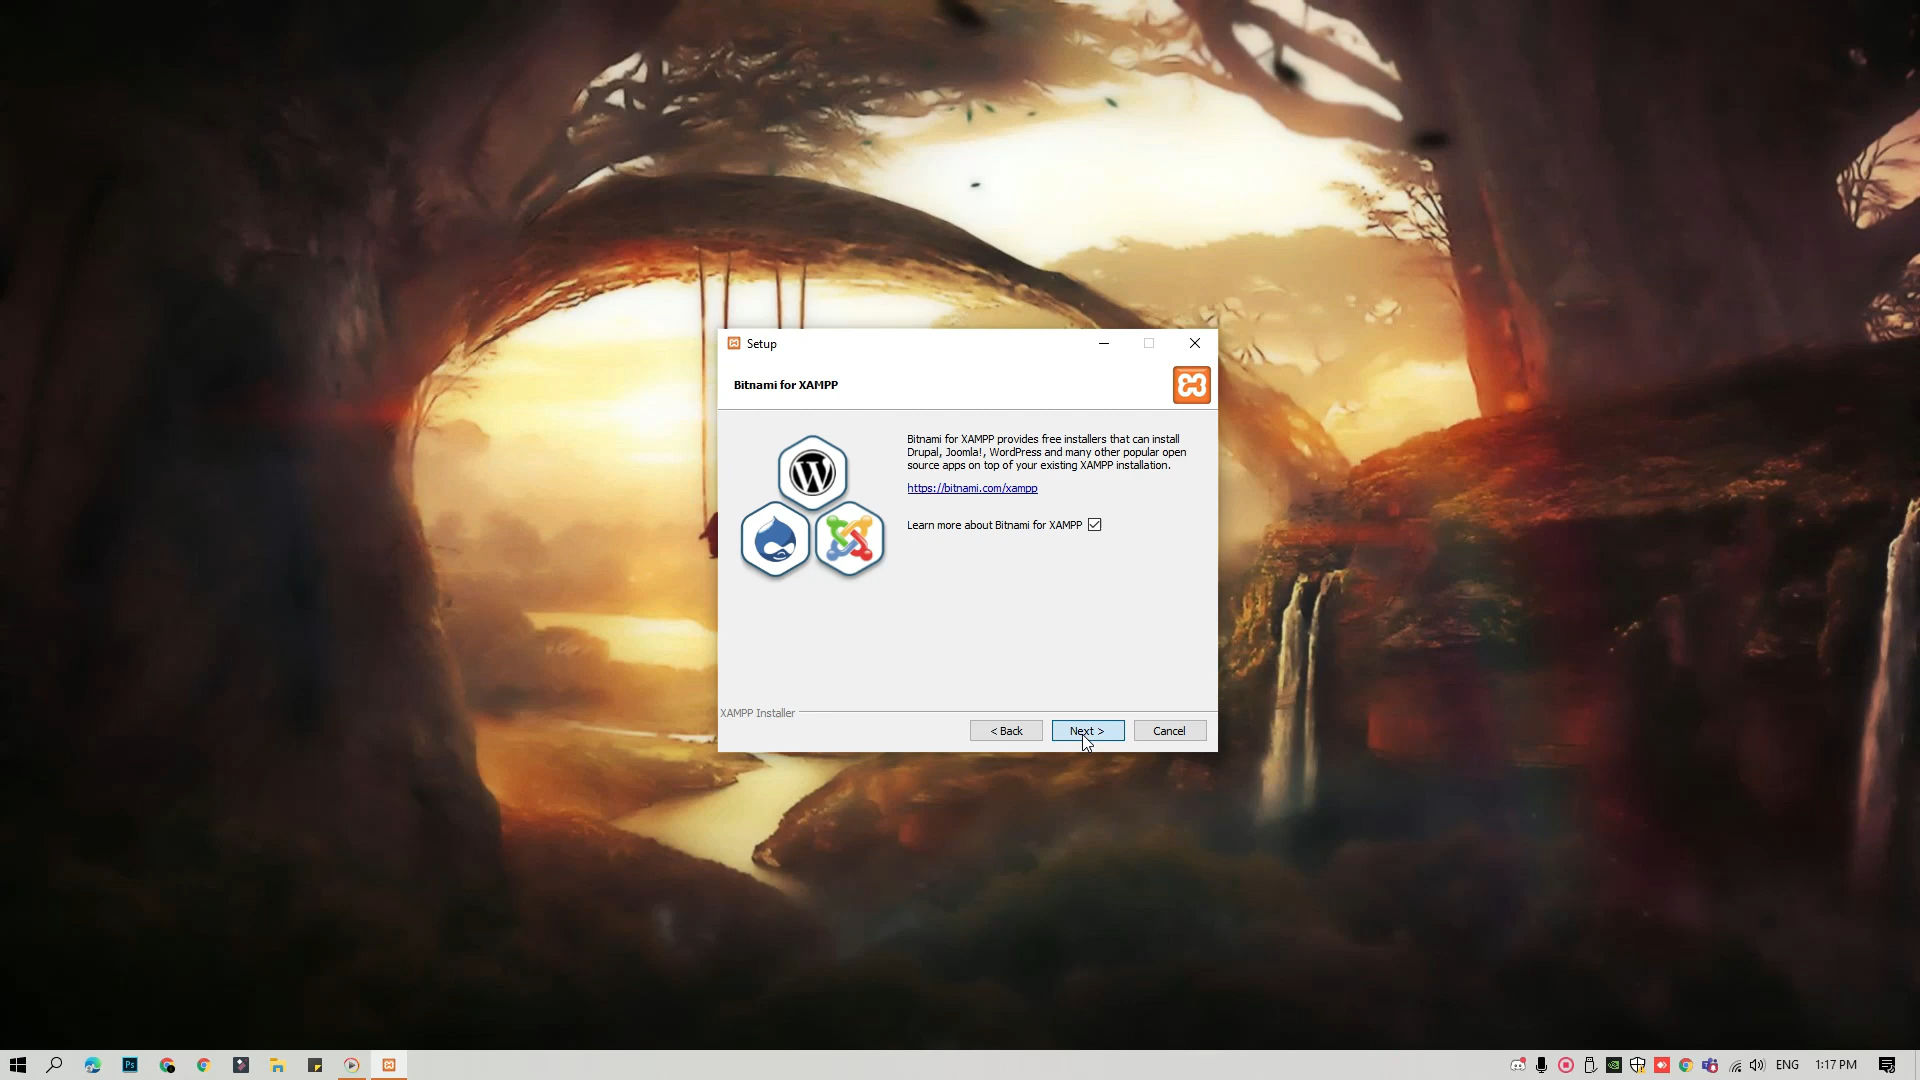 Setup
Bitnami for XAMPP
Bitnami for XAMPP provides free installers that can install
Drupal, Joomla!, WordPress and many other popular open
source apps on top of your existing XAMPP installation.
https://bitnami.com/xampp
Learn more about Bitnami for XAMPP
XAMPP Installer
< Back
Next >
Cancel
Ps
ENG
1:17 PM